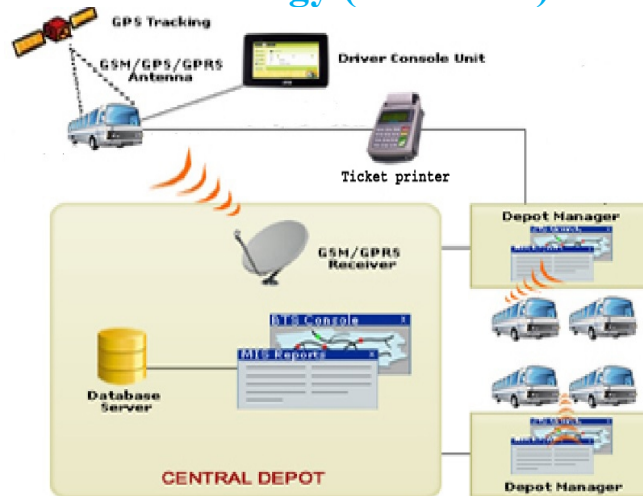 GPS Tracking
GSM/GPS/GPRS
Antenna
Driver Console Unit
Ticket printer
Depot Manager
GSM/GPRS
Receiver
BTS Console
MIS Reports
Database
Server
CENTRAL DEPOT
Depot Manager